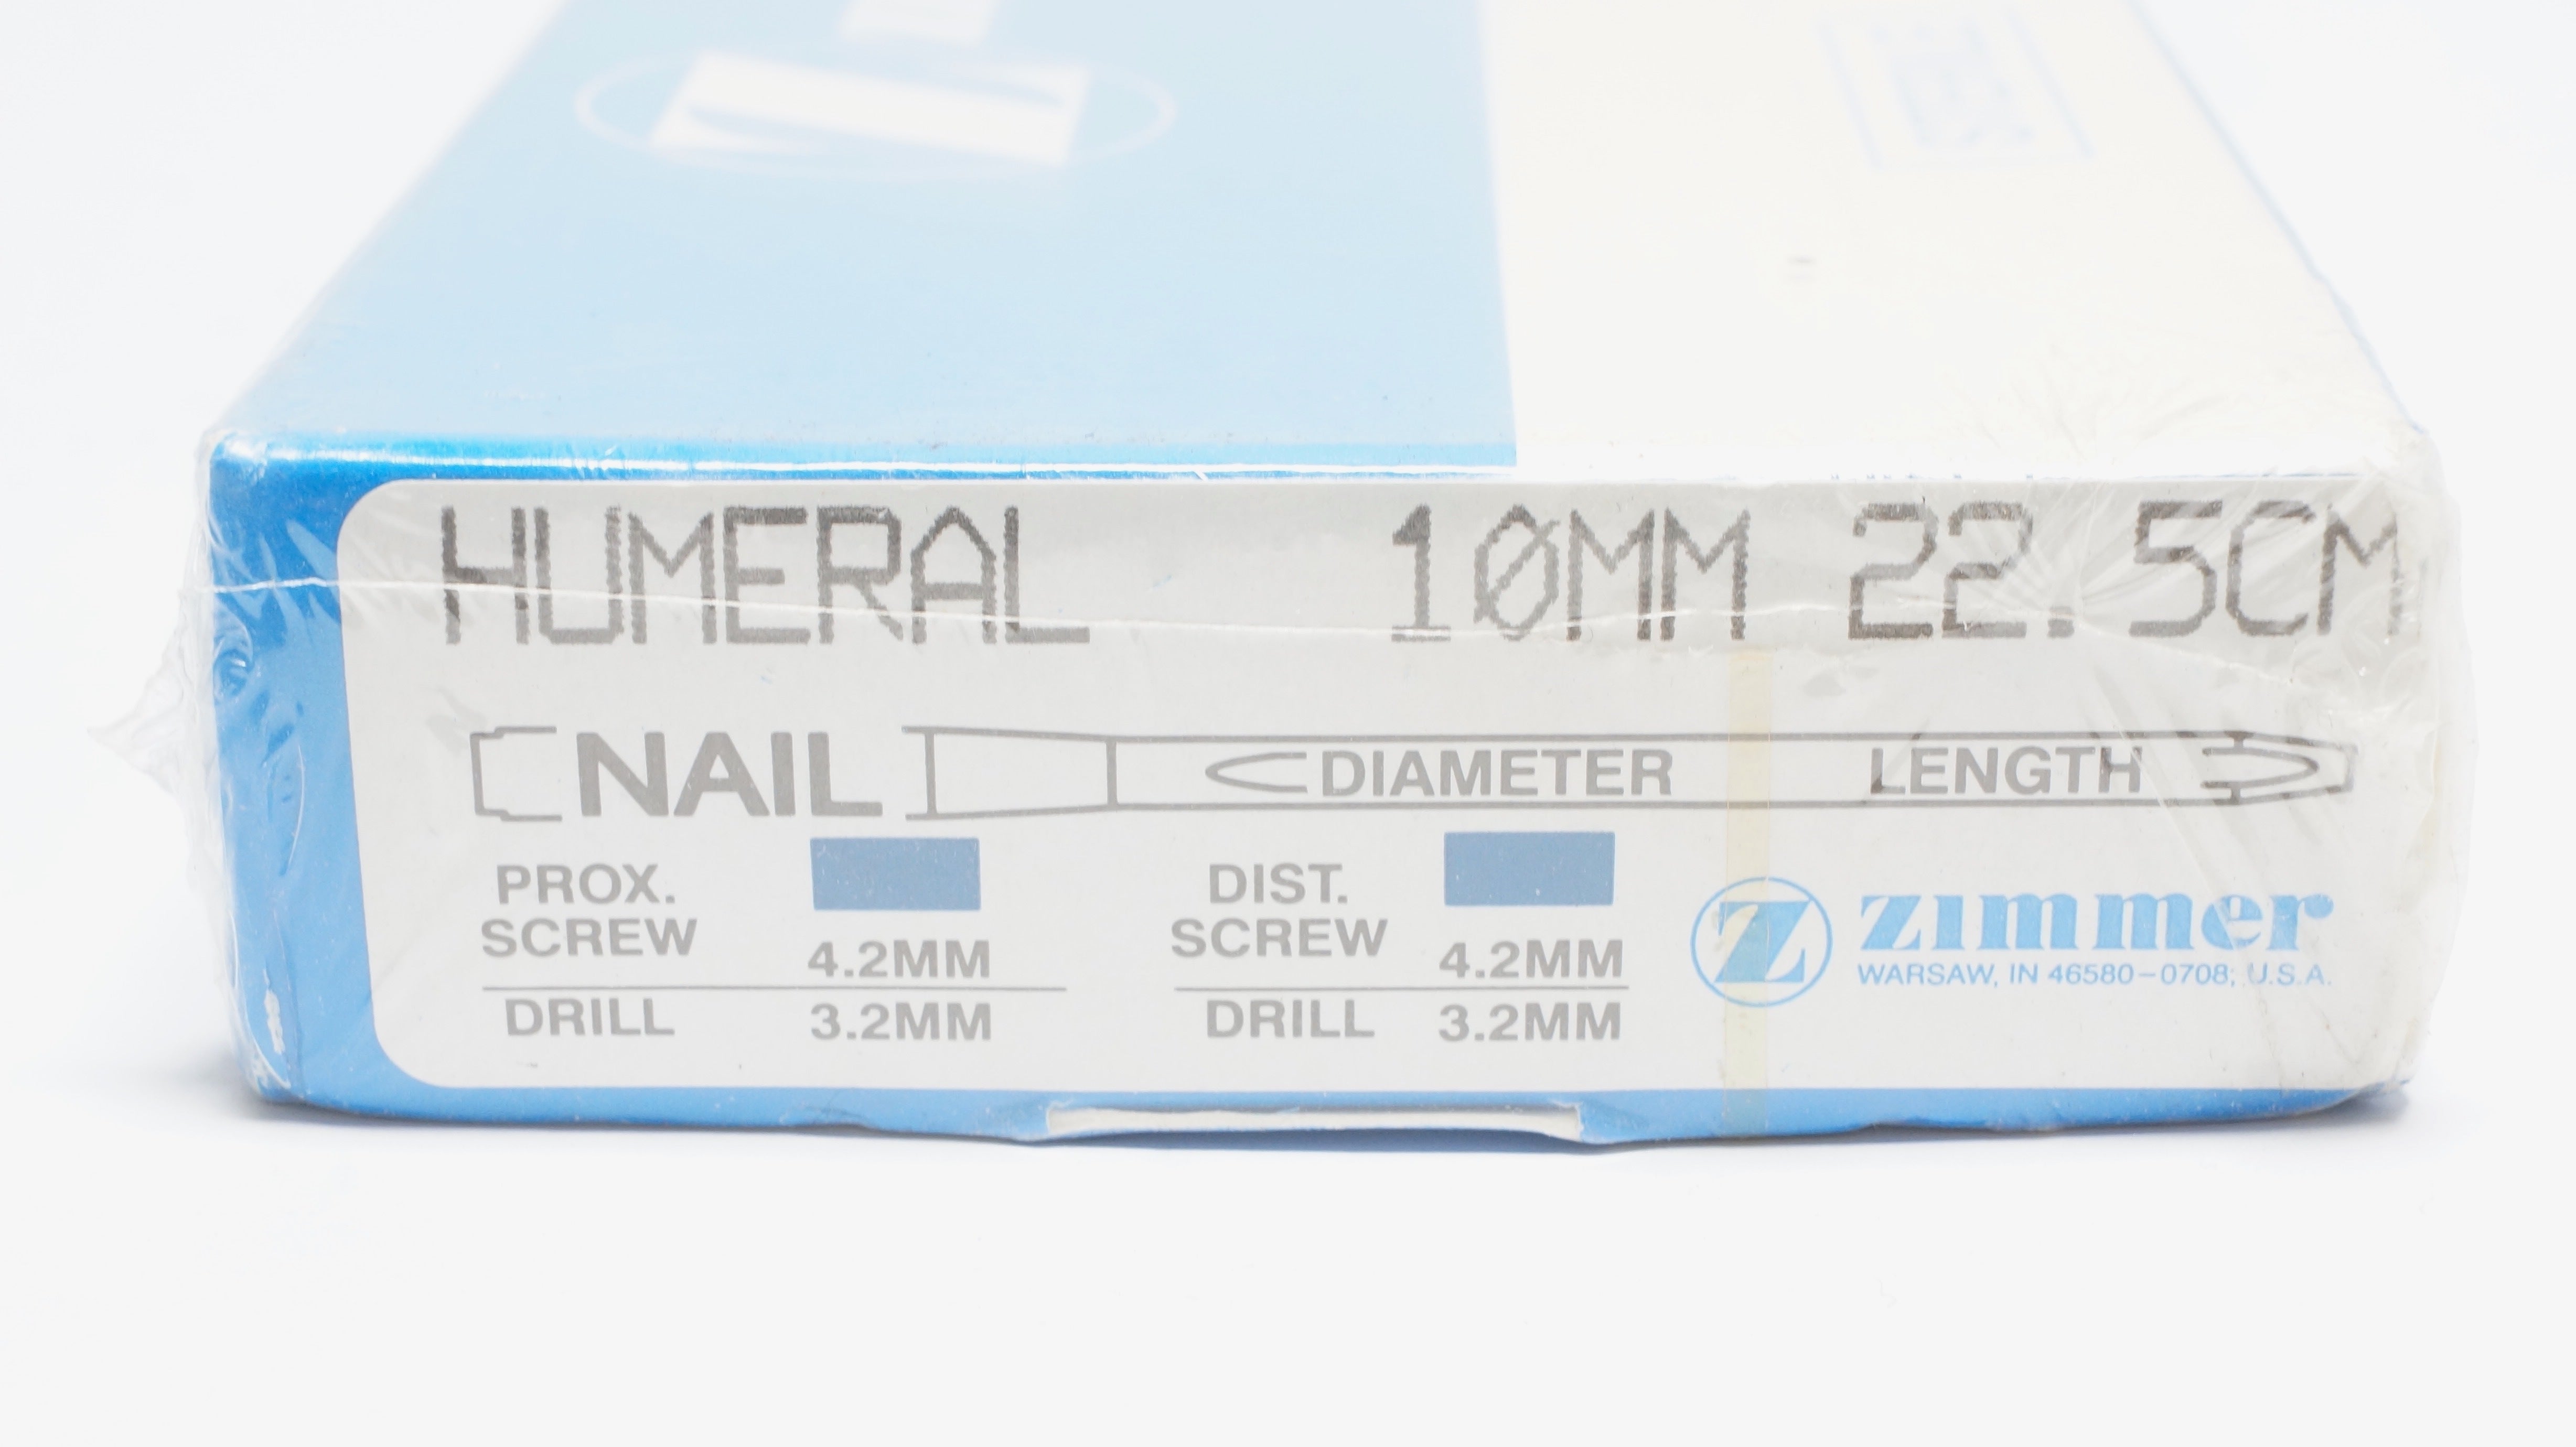 HUMERAL 10MM 22.5CM
NAIL DIAMETER LENGTH
PROX. SCREW 4.2MM
DRILL 3.2MM
DIST. SCREW 4.2MM
DRILL 3.2MM
Z zimmer
WARSAW, IN 46580-0708, U.S.A.